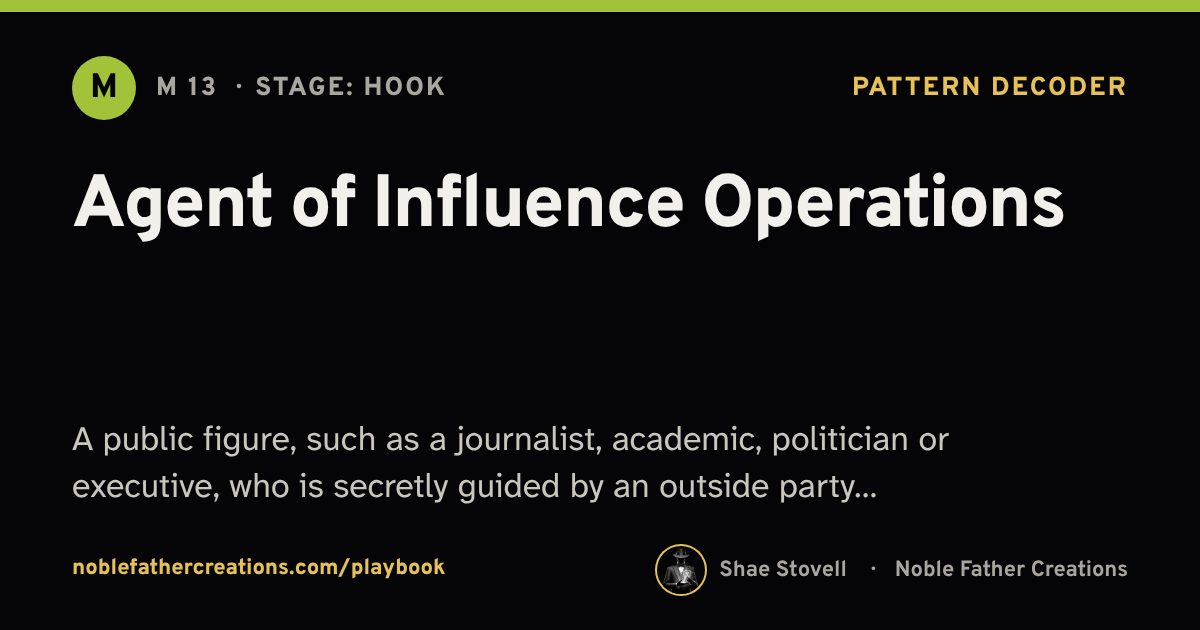 M M 13 · STAGE: HOOK PATTERN DECODER
Agent of Influence Operations
A public figure, such as a journalist, academic, politician or
executive, who is secretly guided by an outside party...
noblefathercreations.com/playbook Shae Stovell · Noble Father Creations